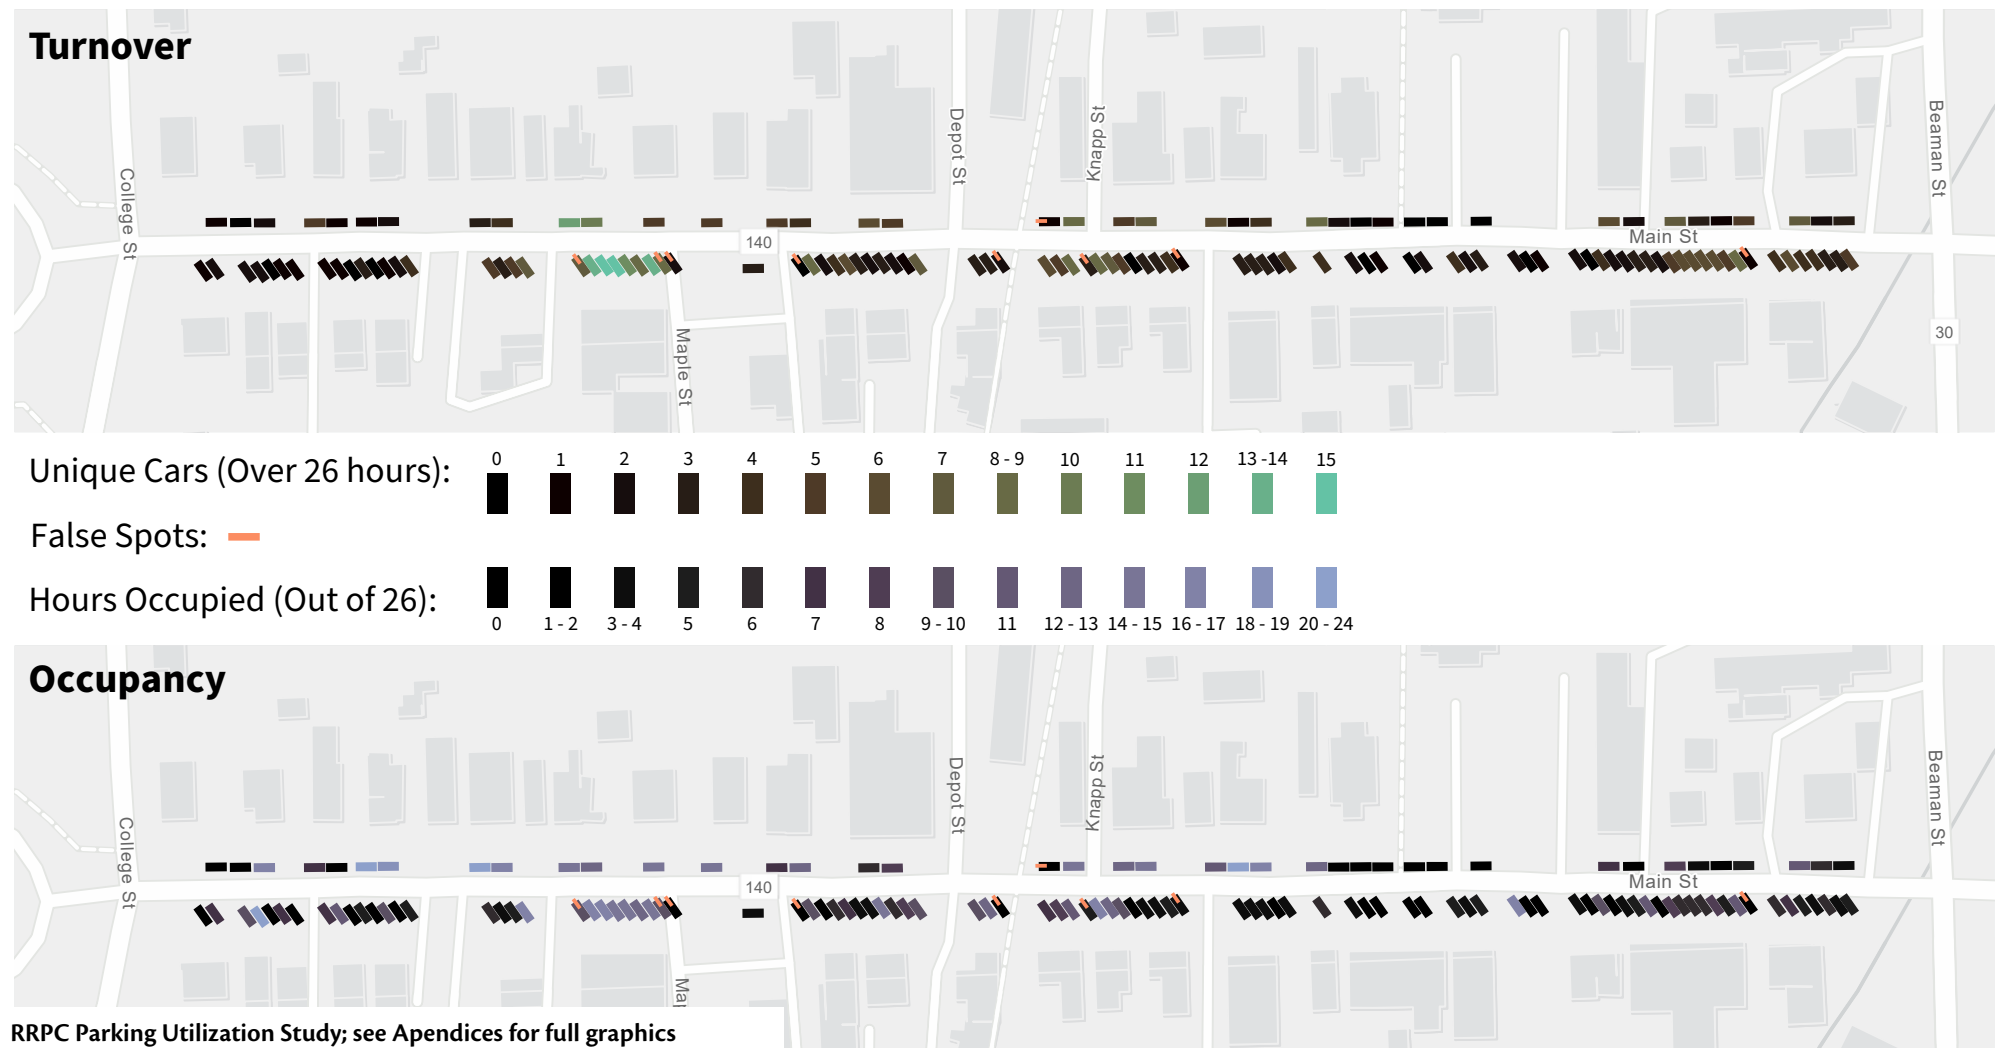 Turnover
College St
Depot St
Knapp St
Beaman St
140
Main St
Maple St
30
Unique Cars (Over 26 hours):
0 1 2 3 4 5 6 7 8 - 9 10 11 12 13 -14 15
False Spots:
Hours Occupied (Out of 26):
0 1 - 2 3 - 4 5 6 7 8 9 - 10 11 12 - 13 14 - 15 16 - 17 18 - 19 20 - 24
Occupancy
College St
Depot St
Knapp St
Beaman St
140
Main St
Map
RRPC Parking Utilization Study; see Apendices for full graphics